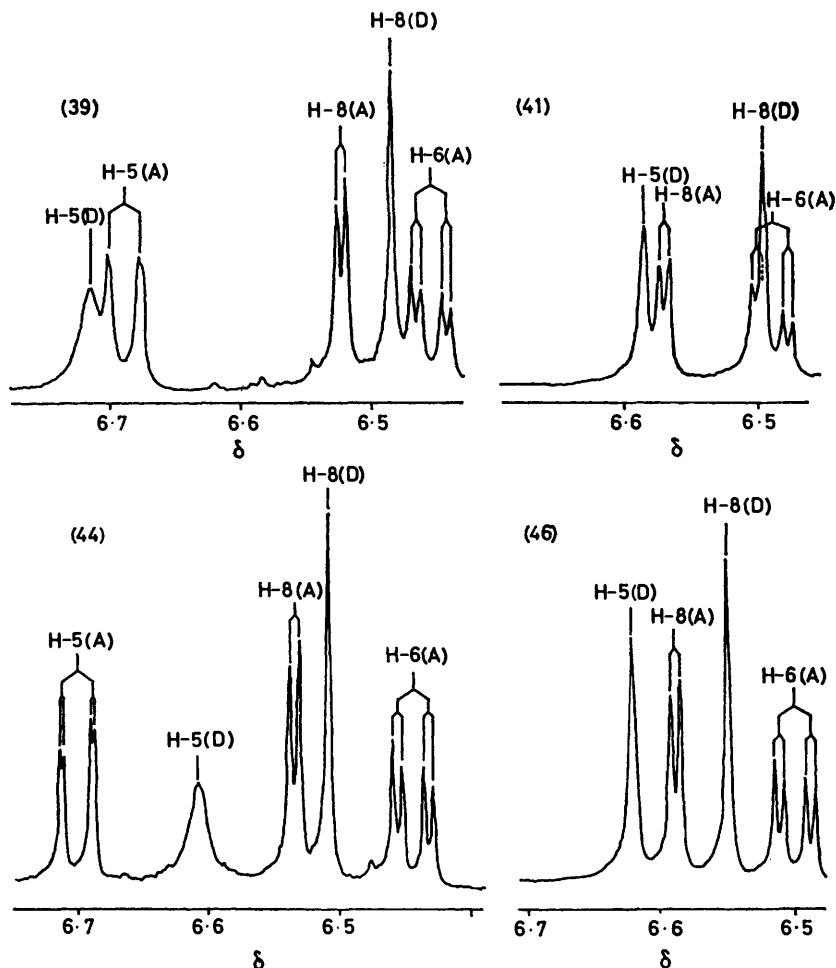 (39)
H-5(D)
H-5(A)
H-8(A)
H-8(D)
H-6(A)
6.7
6.6
6.5
δ
(41)
H-5(D)
H-8(A)
H-8(D)
H-6(A)
6.6
6.5
δ
(44)
H-5(A)
H-5(D)
H-8(A)
H-8(D)
H-6(A)
6.7
6.6
6.5
δ
(46)
H-5(D)
H-8(A)
H-8(D)
H-6(A)
6.7
6.6
6.5
δ